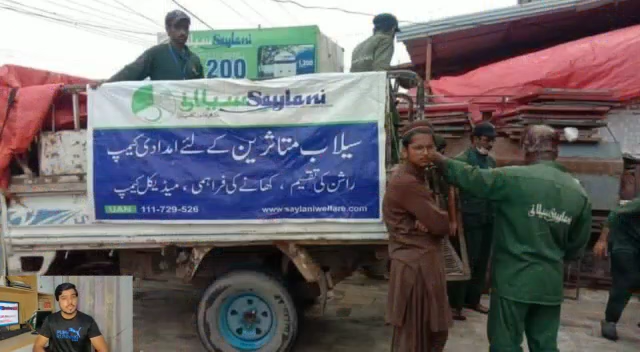 Saylani
200
سیلانی Saylani
سیلاب متاثرین کے لئے امدادی کیمپ
راشن کی تقسیم ، کھانے کی فراہمی ، میڈیکل کیمپ
UAN 111-729-526
www.saylaniwelfare.com
سیلانی Saylani